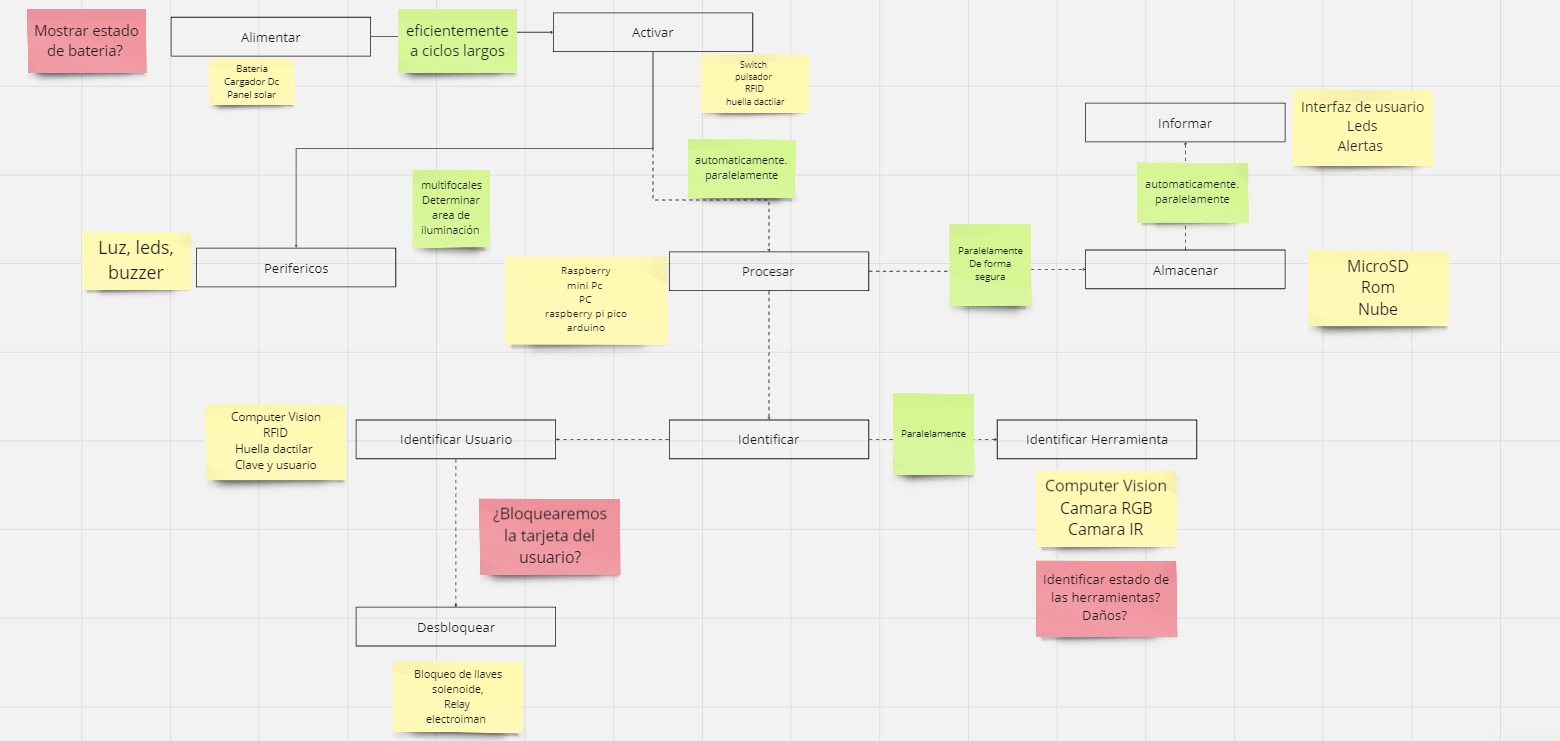 Mostrar estado
de bateria?
Alimentar
eficientemente
a ciclos largos
Activar
Bateria
Cargador Dc
Panel solar
Switch
pulsador
RFID
huella dactilar
Informar
Interfaz de usuario
Leds
Alertas
automaticamente.
paralelamente
multifocales
Determinar
area de
iluminación
automaticamente.
paralelamente
Luz, leds,
buzzer
Perifericos
Raspberry
mini Pc
PC
raspberry pi pico
arduino
Procesar
Paralelamente
De forma
segura
Almacenar
MicroSD
Rom
Nube
Computer Vision
RFID
Huella dactilar
Clave y usuario
Identificar Usuario
Identificar
Paralelamente
Identificar Herramienta
Computer Vision
Camara RGB
Camara IR
¿Bloquearemos
la tarjeta del
usuario?
Identificar estado de
las herramientas?
Daños?
Desbloquear
Bloqueo de llaves
solenoide,
Relay
electroiman